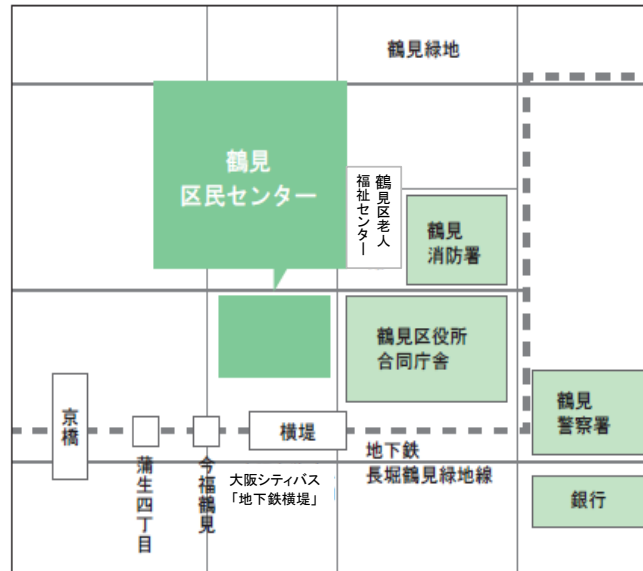 鶴見緑地
鶴見
区民センター
鶴見区老人
福祉センター
鶴見
消防署
鶴見区役所
合同庁舎
鶴見
警察署
京橋
横堤
地下鉄
長堀鶴見緑地線
蒲生四丁目
今福鶴見
大阪シティバス
「地下鉄横堤」
銀行